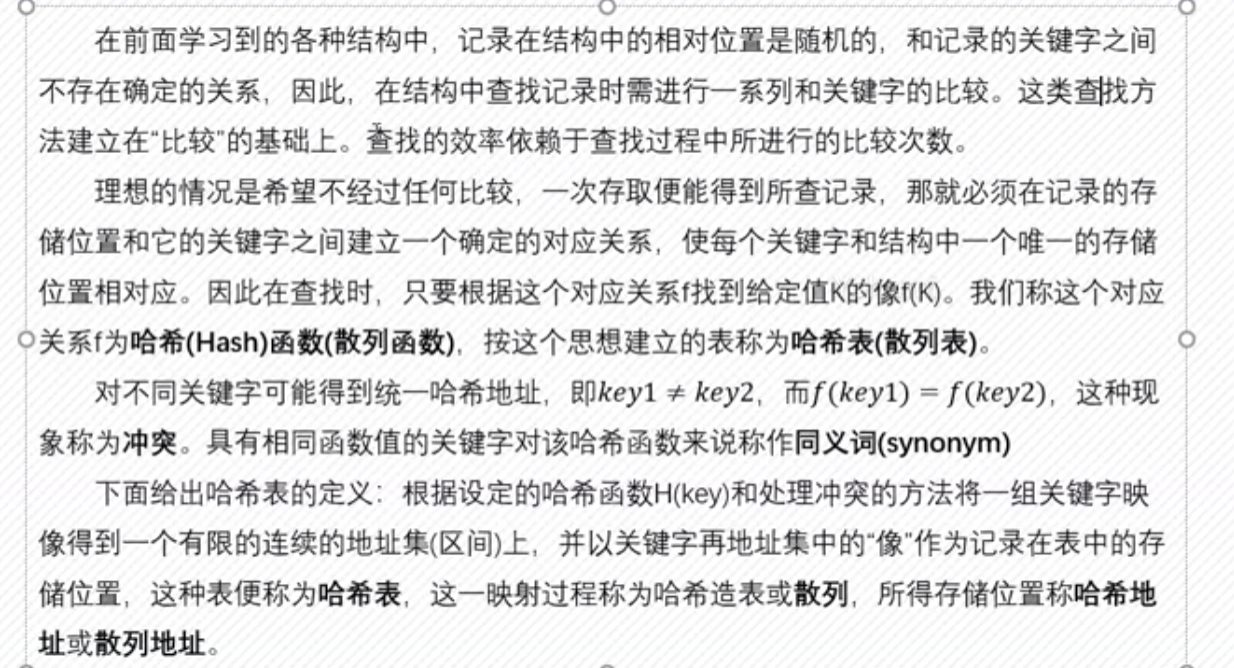 在前面学习到的各种结构中，记录在结构中的相对位置是随机的，和记录的关键字之间
不存在确定的关系，因此，在结构中查找记录时需进行一系列和关键字的比较。这类查找方
法建立在“比较”的基础上。查找的效率依赖于查找过程中所进行的比较次数。
理想的情况是希望不经过任何比较，一次存取便能得到所查记录，那就必须在记录的存
储位置和它的关键字之间建立一个确定的对应关系，使每个关键字和结构中一个唯一的存储
位置相对应。因此在查找时，只要根据这个对应关系f找到给定值K的像f(K)。我们称这个对应
关系f为哈希(Hash)函数(散列函数)，按这个思想建立的表称为哈希表(散列表)。
对不同关键字可能得到统一哈希地址，即key1 ≠ key2，而f(key1) = f(key2)，这种现
象称为冲突。具有相同函数值的关键字对该哈希函数来说称作同义词(synonym)
下面给出哈希表的定义：根据设定的哈希函数H(key)和处理冲突的方法将一组关键字映
像得到一个有限的连续的地址集(区间)上，并以关键字再地址集中的“像”作为记录在表中的存
储位置，这种表便称为哈希表，这一映射过程称为哈希造表或散列，所得存储位置称哈希地
址或散列地址。